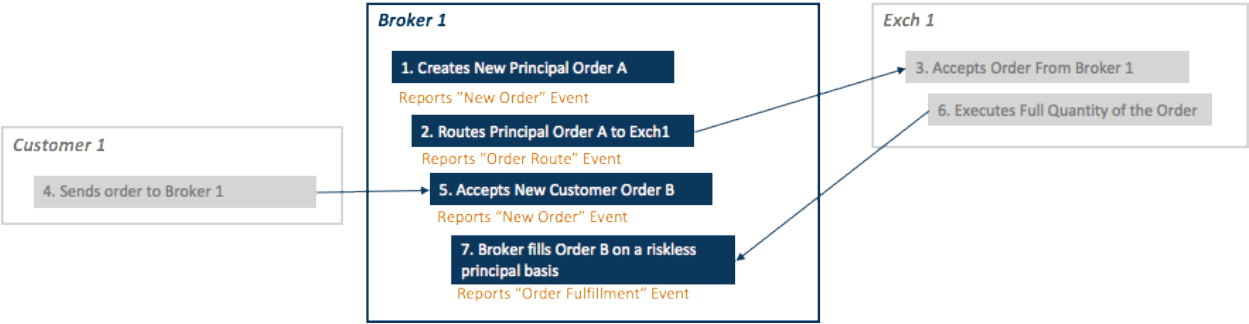 Broker 1
1. Creates New Principal Order A
Reports "New Order" Event
2. Routes Principal Order A to Exch1
Reports "Order Route" Event
5. Accepts New Customer Order B
Reports "New Order" Event
7. Broker fills Order B on a riskless
principal basis
Reports "Order Fulfillment" Event
Customer 1
4. Sends order to Broker 1
Exch 1
3. Accepts Order From Broker 1
6. Executes Full Quantity of the Order